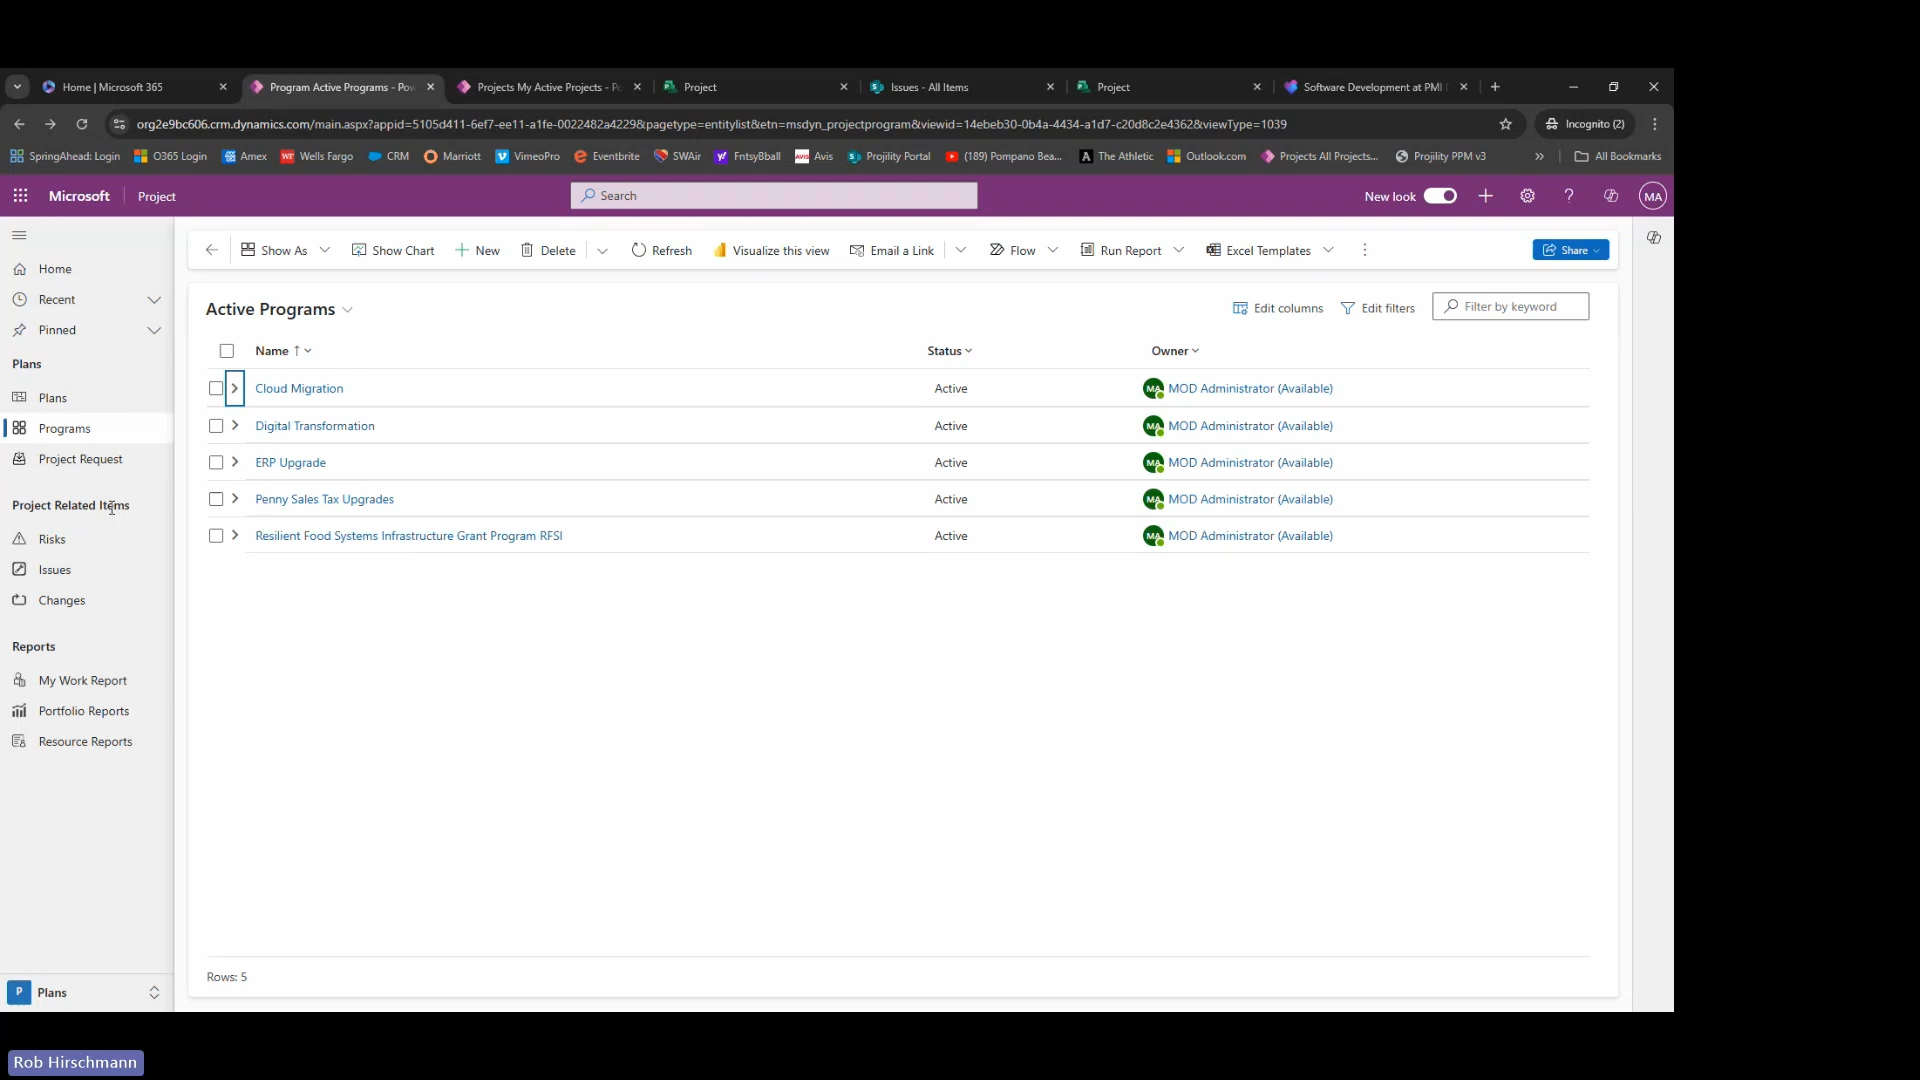 Home | Microsoft 365
Program Active Programs - Pow
Projects My Active Projects - Po
Project
Issues - All Items
Project
Software Development at PMI
org2e9bc606.crm.dynamics.com/main.aspx?appid=5105d411-6ef7-ee11-a1fe-0022482a4229&pagetype=entitylist&etn=msdyn_projectprogram&viewid=14ebeb30-0b4a-4434-a1d7-c20d8c2e4362&viewType=1039
Incognito (2)
SpringAhead: Login
O365 Login
Amex
WF Wells Fargo
CRM
Marriott
VimeoPro
Eventbrite
SWAir
FntsyBball
AVIS Avis
Projility Portal
(189) Pompano Bea...
A The Athletic
Outlook.com
Projects All Projects...
Projility PPM v3
All Bookmarks
Microsoft
Project
Search
New look
MA
Home
Recent
Pinned
Plans
Plans
Programs
Project Request
Project Related Items
Risks
Issues
Changes
Reports
My Work Report
Portfolio Reports
Resource Reports
P Plans
Show As
Show Chart
New
Delete
Refresh
Visualize this view
Email a Link
Flow
Run Report
Excel Templates
Share
Active Programs
Edit columns
Edit filters
Filter by keyword
Name Status Owner
Cloud Migration Active MA MOD Administrator (Available)
Digital Transformation Active MA MOD Administrator (Available)
ERP Upgrade Active MA MOD Administrator (Available)
Penny Sales Tax Upgrades Active MA MOD Administrator (Available)
Resilient Food Systems Infrastructure Grant Program RFSI Active MA MOD Administrator (Available)
Rows: 5
Rob Hirschmann